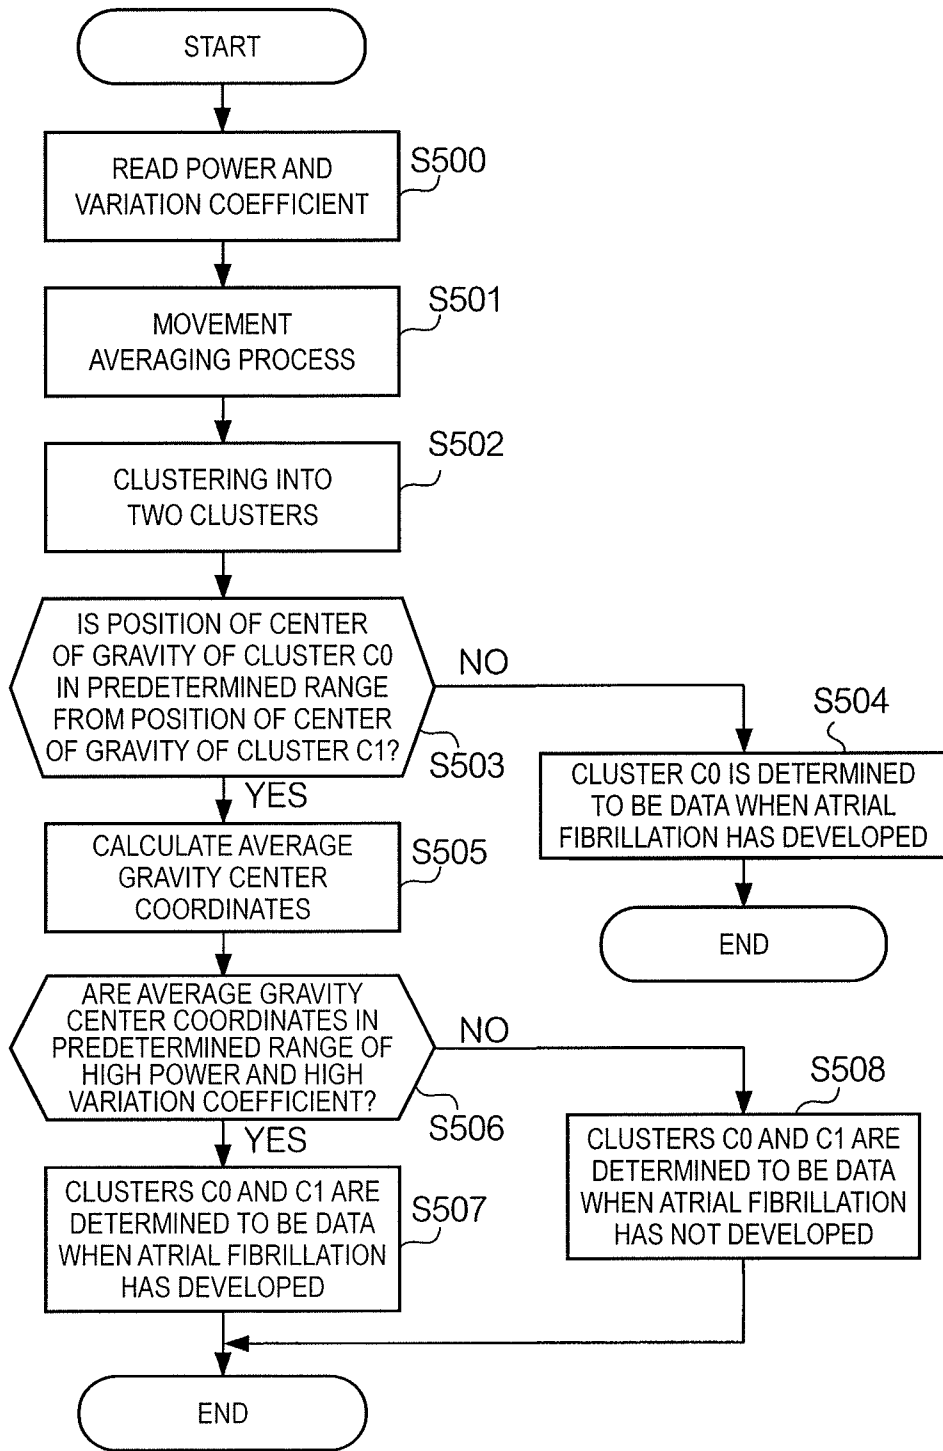 START
READ POWER AND
VARIATION COEFFICIENT
S500
MOVEMENT
AVERAGING PROCESS
S501
CLUSTERING INTO
TWO CLUSTERS
S502
IS POSITION OF CENTER
OF GRAVITY OF CLUSTER C0
IN PREDETERMINED RANGE
FROM POSITION OF CENTER
OF GRAVITY OF CLUSTER C1?
S503
NO
S504
CLUSTER C0 IS DETERMINED
TO BE DATA WHEN ATRIAL
FIBRILLATION HAS DEVELOPED
END
YES
CALCULATE AVERAGE
GRAVITY CENTER
COORDINATES
S505
ARE AVERAGE GRAVITY
CENTER COORDINATES IN
PREDETERMINED RANGE OF
HIGH POWER AND HIGH
VARIATION COEFFICIENT?
S506
NO
S508
CLUSTERS C0 AND C1 ARE
DETERMINED TO BE DATA
WHEN ATRIAL FIBRILLATION
HAS NOT DEVELOPED
YES
CLUSTERS C0 AND C1 ARE
DETERMINED TO BE DATA
WHEN ATRIAL FIBRILLATION
HAS DEVELOPED
S507
END